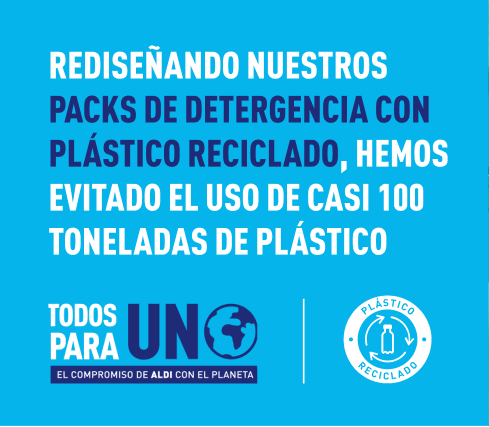 REDISEÑANDO NUESTROS
PACKS DE DETERGENCIA CON
PLÁSTICO RECICLADO, HEMOS
EVITADO EL USO DE CASI 100
TONELADAS DE PLÁSTICO
TODOS
PARA
UNO
EL COMPROMISO DE ALDI CON EL PLANETA
PLÁSTICO
RECICLADO